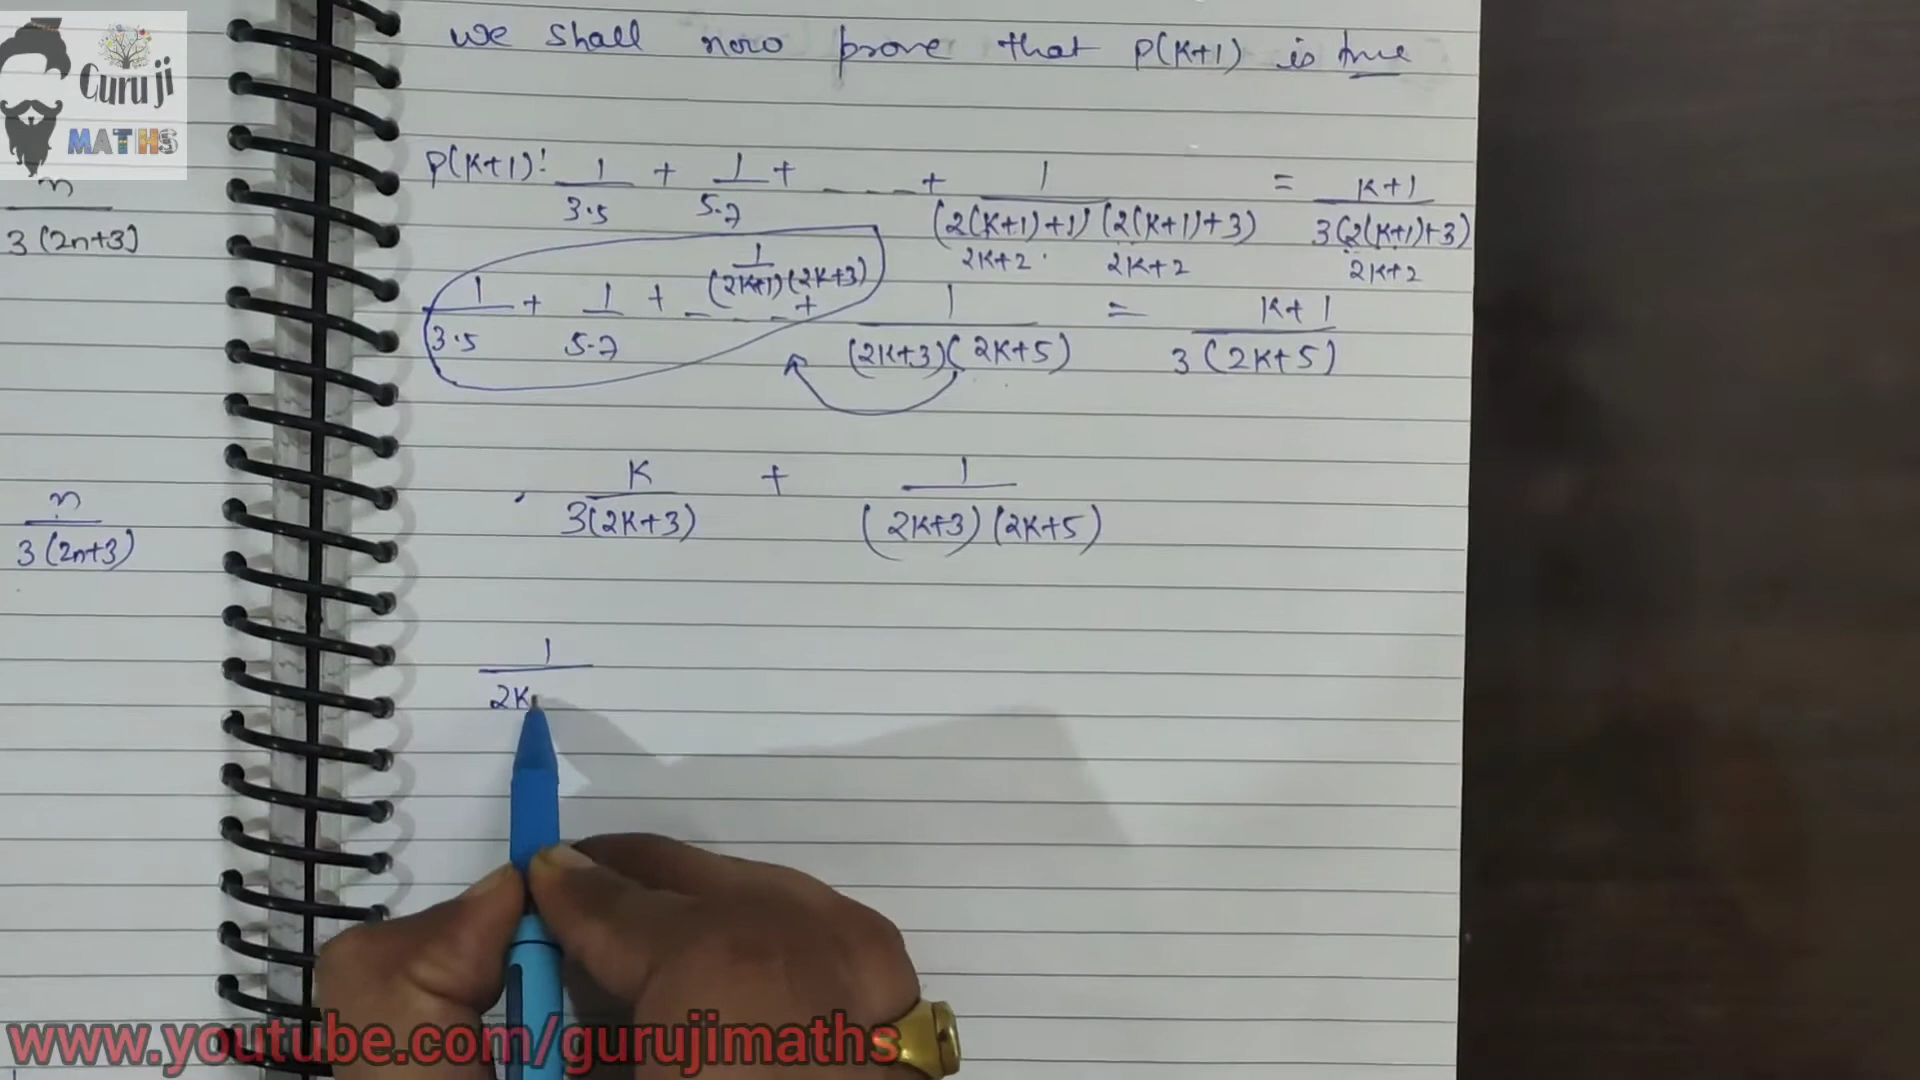 Guruji
MATHS
n
3(2n+3)
n
3(2n+3)
we shall now prove that P(K+1) is true
P(K+1): 1/3.5 + 1/5.7 + _ _ _ + 1/(2(K+1)+1)(2(K+1)+3) = K+1/3(2(K+1)+3)
2K+2 2K+2 2K+2
1/3.5 + 1/5.7 + _ _ _ 1/(2K+1)(2K+3) + 1/(2K+3)(2K+5) = K+1/3(2K+5)
K/3(2K+3) + 1/(2K+3)(2K+5)
1
2K
www.youtube.com/gurujimaths